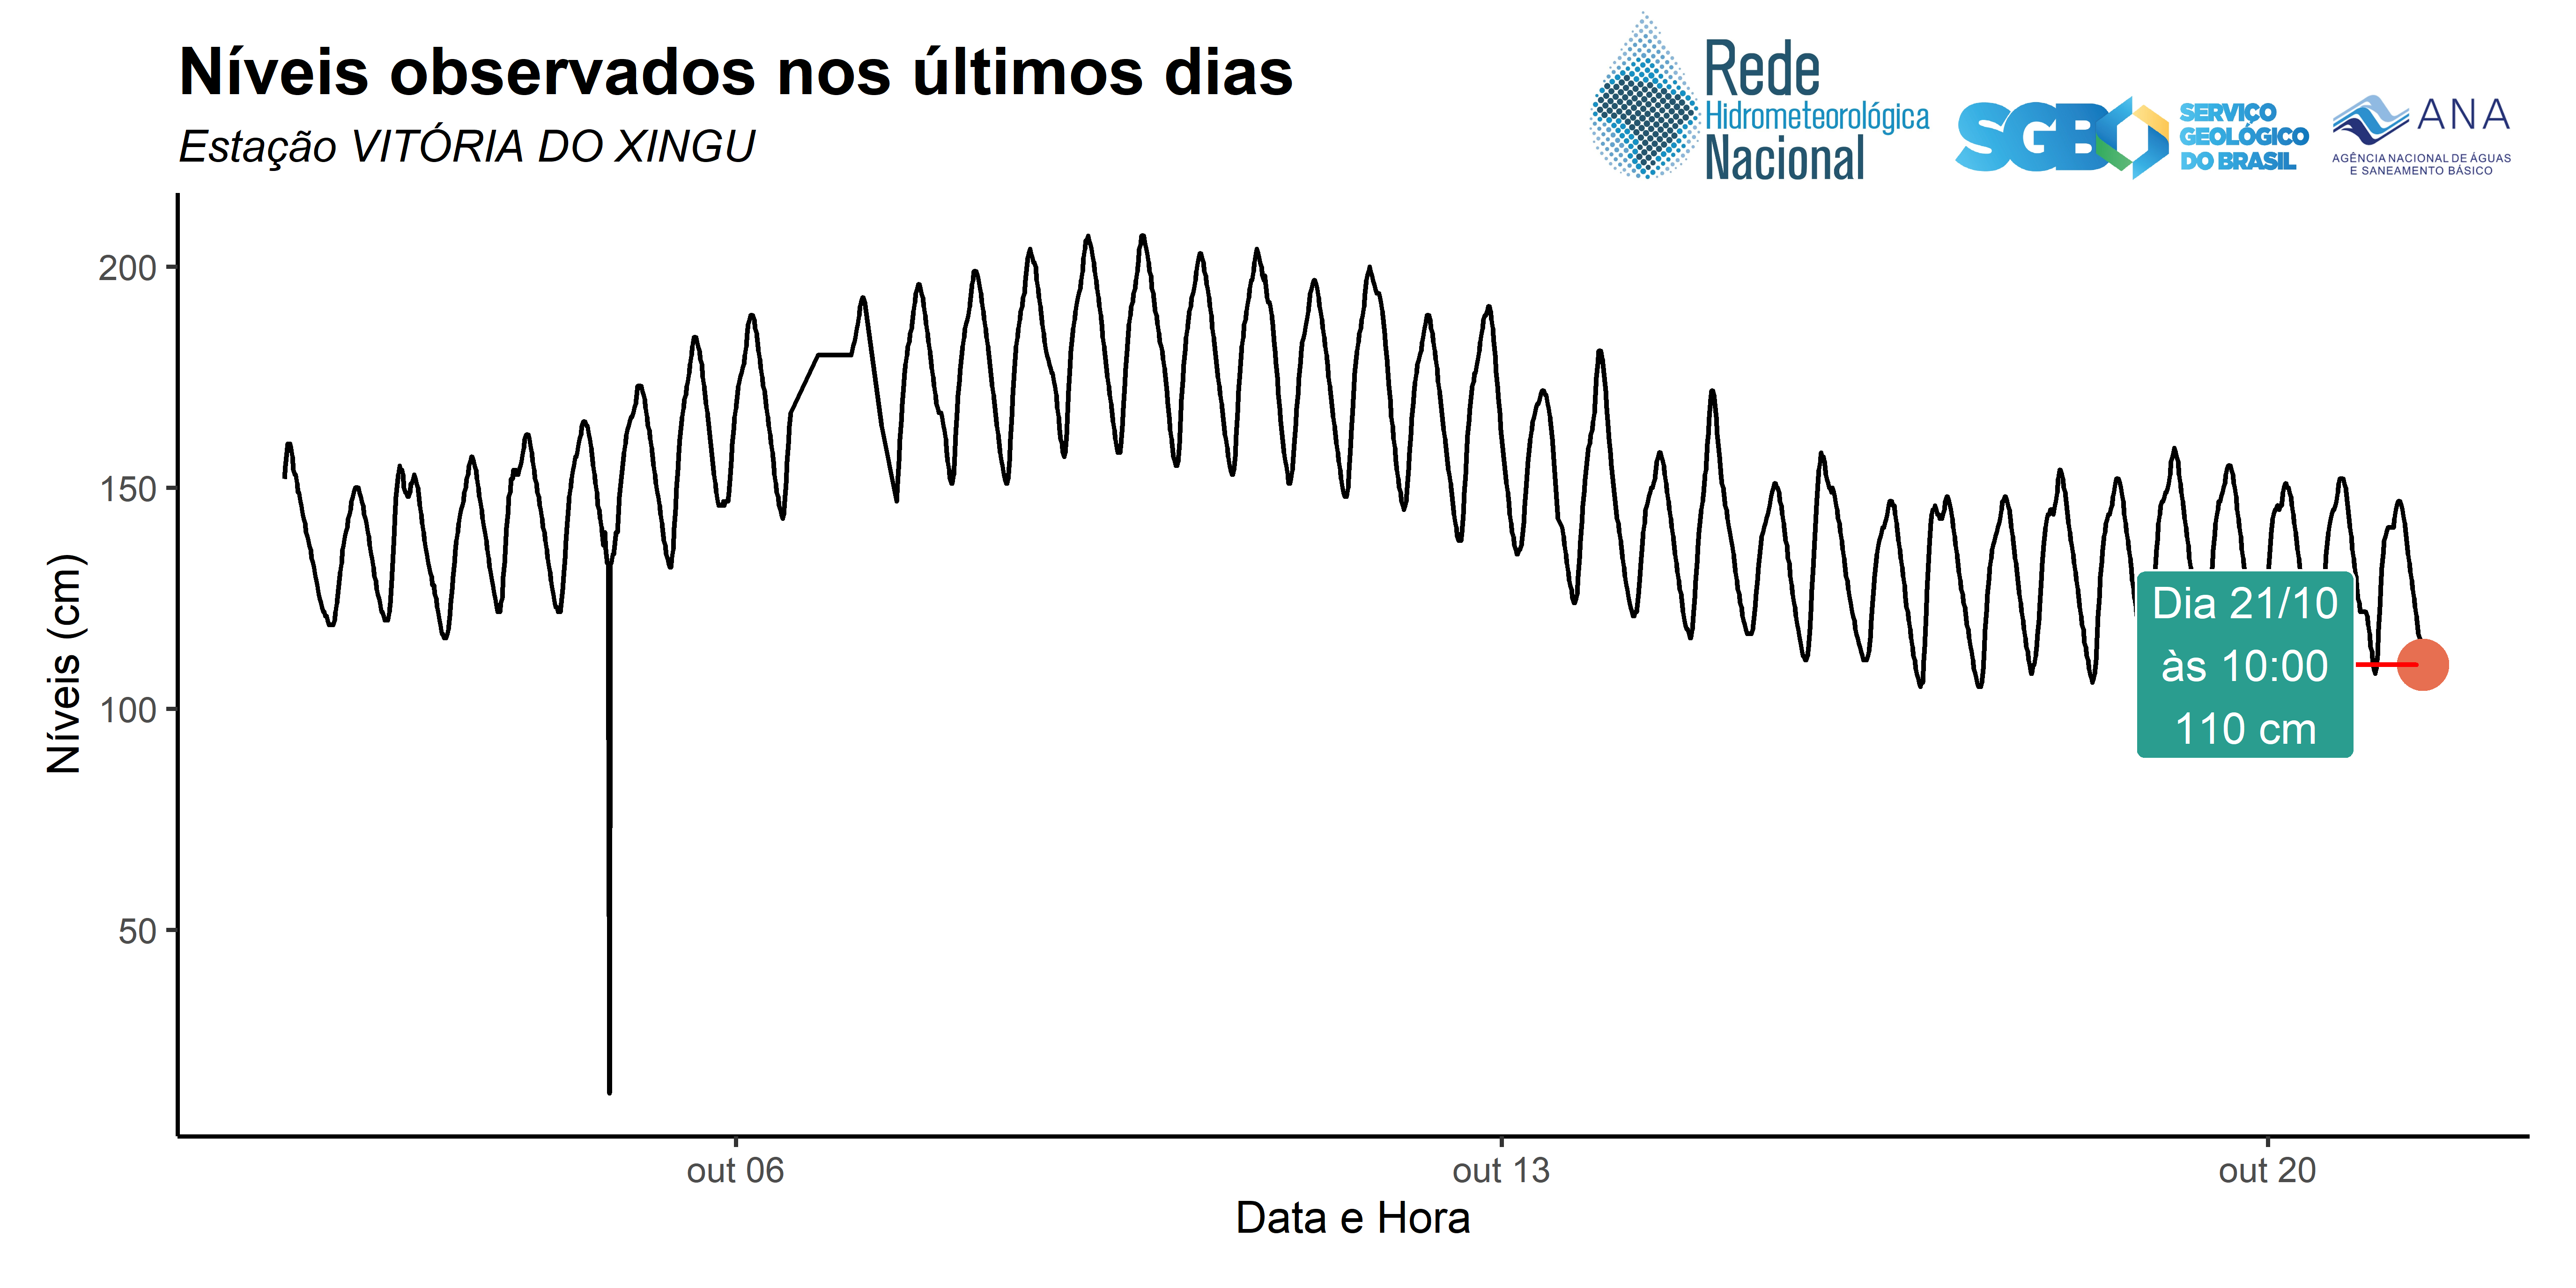 Níveis observados nos últimos dias
Estação VITÓRIA DO XINGU
Rede
Hidrometeorológica
Nacional
SGB
SERVIÇO
GEOLÓGICO
DO BRASIL
ANA
AGÊNCIA NACIONAL DE ÁGUAS
E SANEAMENTO BÁSICO
Níveis (cm)
200
150
100
50
Dia 21/10
às 10:00
110 cm
out 06
out 13
out 20
Data e Hora